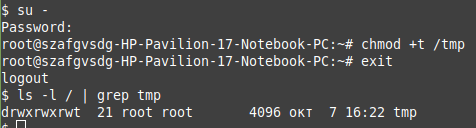 $ su -
Password:
root@szafgvsdg-HP-Pavilion-17-Notebook-PC:~# chmod +t /tmp
root@szafgvsdg-HP-Pavilion-17-Notebook-PC:~# exit
logout
$ ls -l / | grep tmp
drwxrwxrwt  21 root root       4096 окт  7 16:22 tmp
$